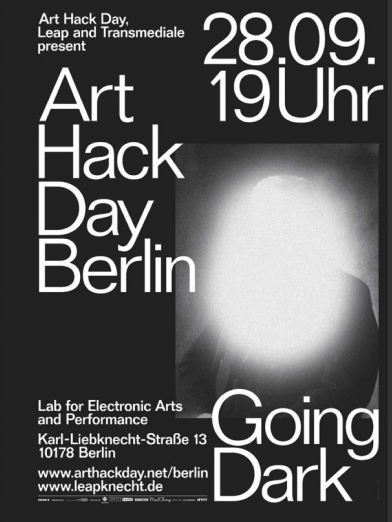 Art Hack Day,
Leap and Transmediale
present
28.09.
19 Uhr
Art
Hack
Day
Berlin
Lab for Electronic Arts
and Performance
Karl-Liebknecht-Straße 13
10178 Berlin
www.arthackday.net/berlin
www.leapknecht.de
Going
Dark